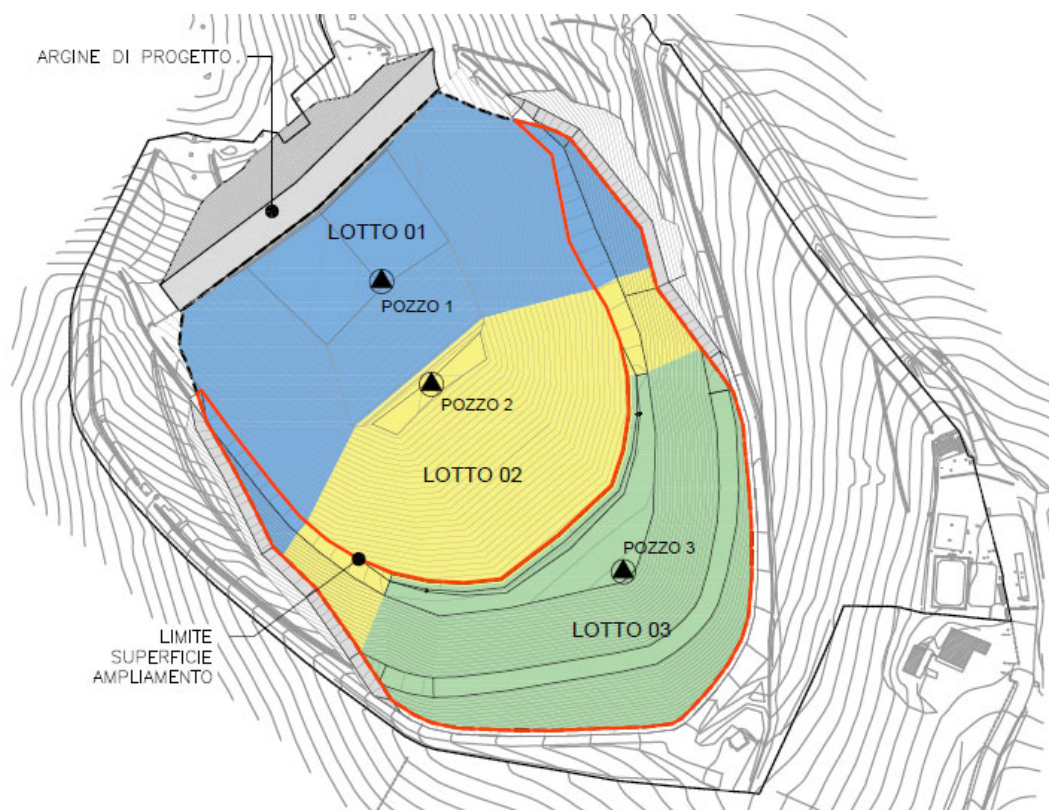 ARGINE DI PROGETTO
LOTTO 01
POZZO 1
POZZO 2
LOTTO 02
POZZO 3
LOTTO 03
LIMITE
SUPERFICIE
AMPLIAMENTO